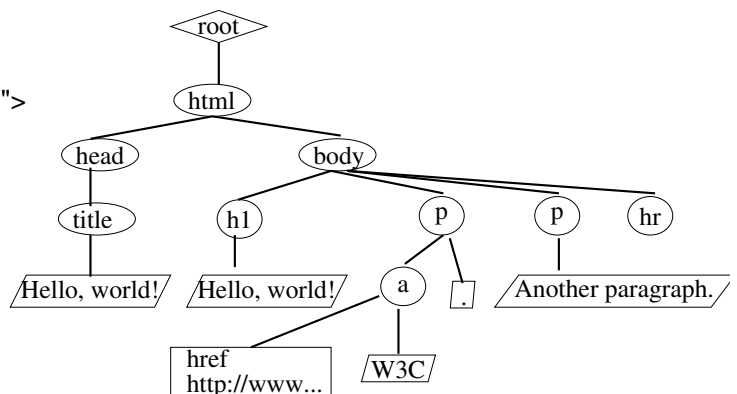 root
">
html
head
body
title
h1
p
p
hr
Hello, world!
Hello, world!
a
.
Another paragraph.
href
http://www...
W3C